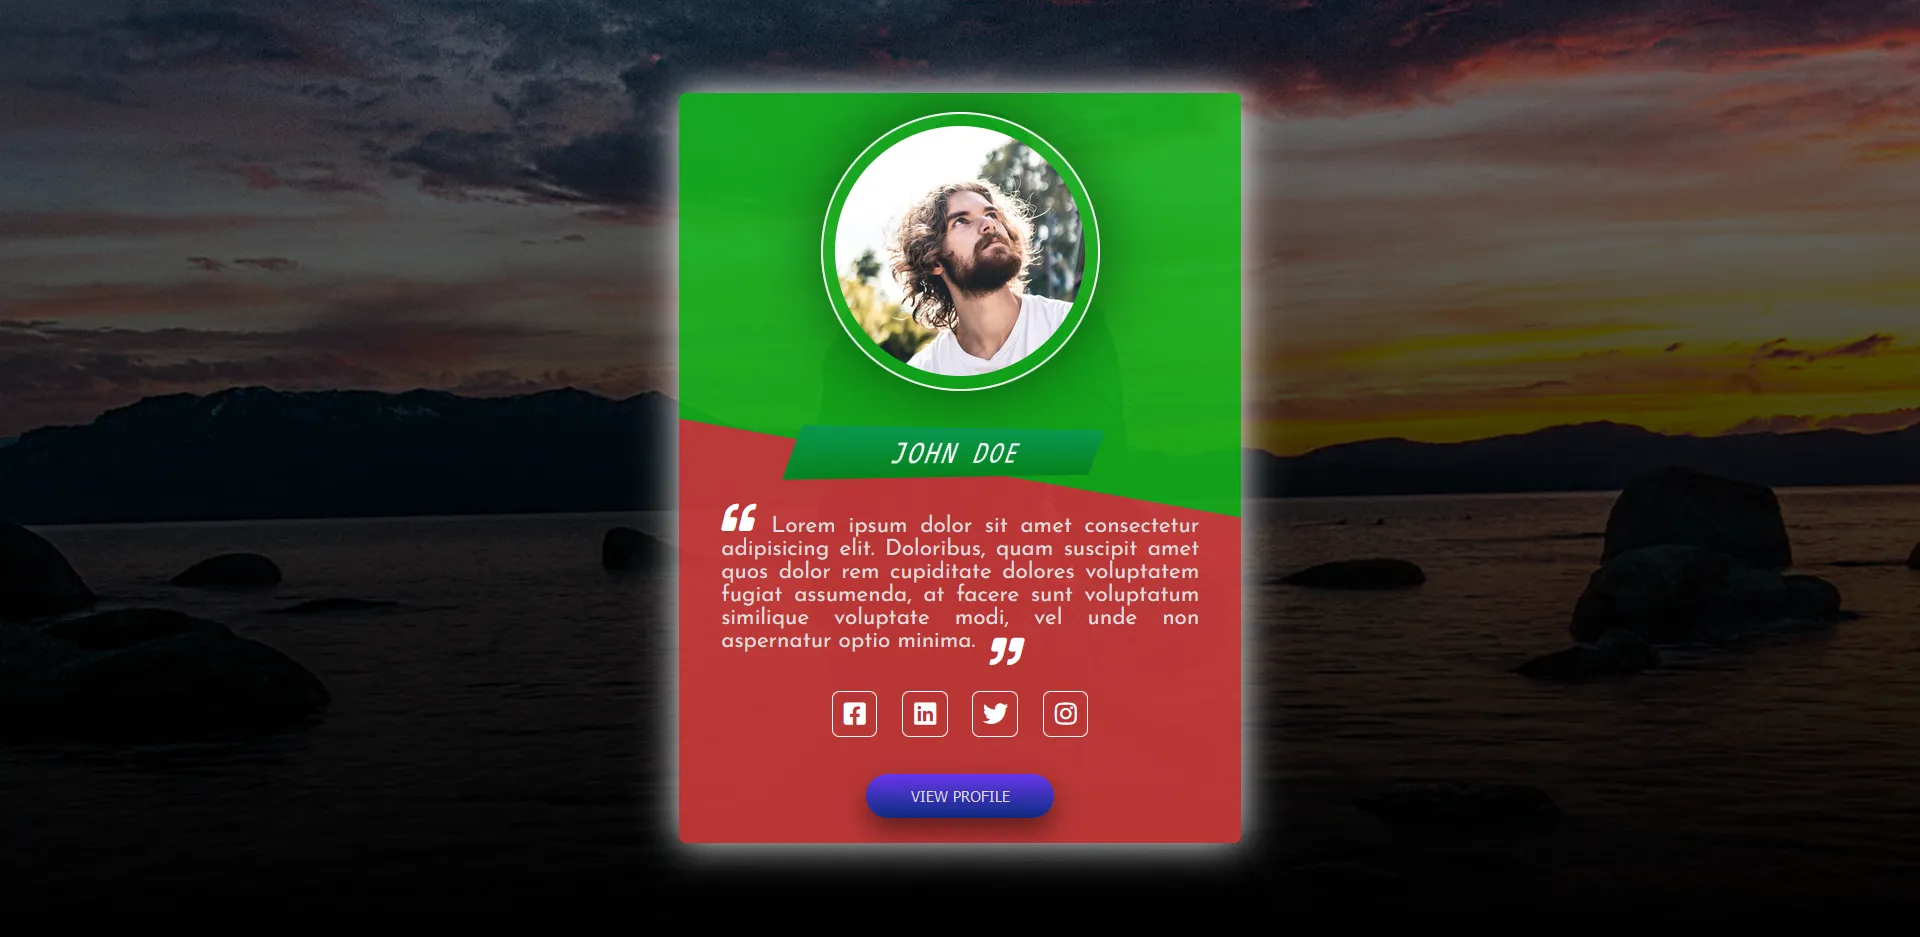 JOHN DOE
“ Lorem ipsum dolor sit amet consectetur
adipisicing elit. Doloribus, quam suscipit amet
quos dolor rem cupiditate dolores voluptatem
fugiat assumenda, at facere sunt voluptatum
similique voluptate modi, vel unde non
aspernatur optio minima. ”
VIEW PROFILE